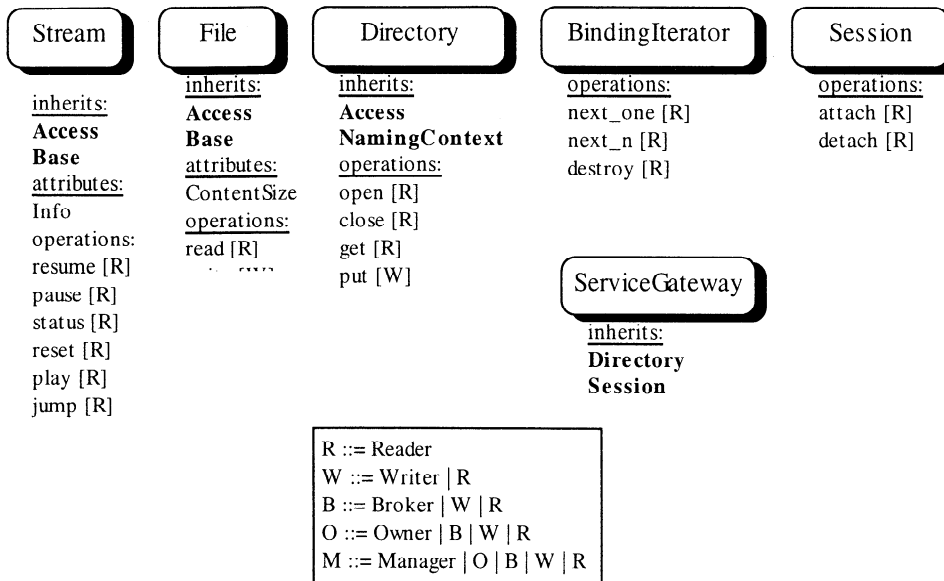 Stream
inherits:
Access
Base
attributes:
Info
operations:
resume [R]
pause [R]
status [R]
reset [R]
play [R]
jump [R]
File
inherits:
Access
Base
attributes:
ContentSize
operations:
read [R]
Directory
inherits:
Access
NamingContext
operations:
open [R]
close [R]
get [R]
put [W]
BindingIterator
operations:
next_one [R]
next_n [R]
destroy [R]
Session
operations:
attach [R]
detach [R]
ServiceGateway
inherits:
Directory
Session
R ::= Reader
W ::= Writer | R
B ::= Broker | W | R
O ::= Owner | B | W | R
M ::= Manager | O | B | W | R